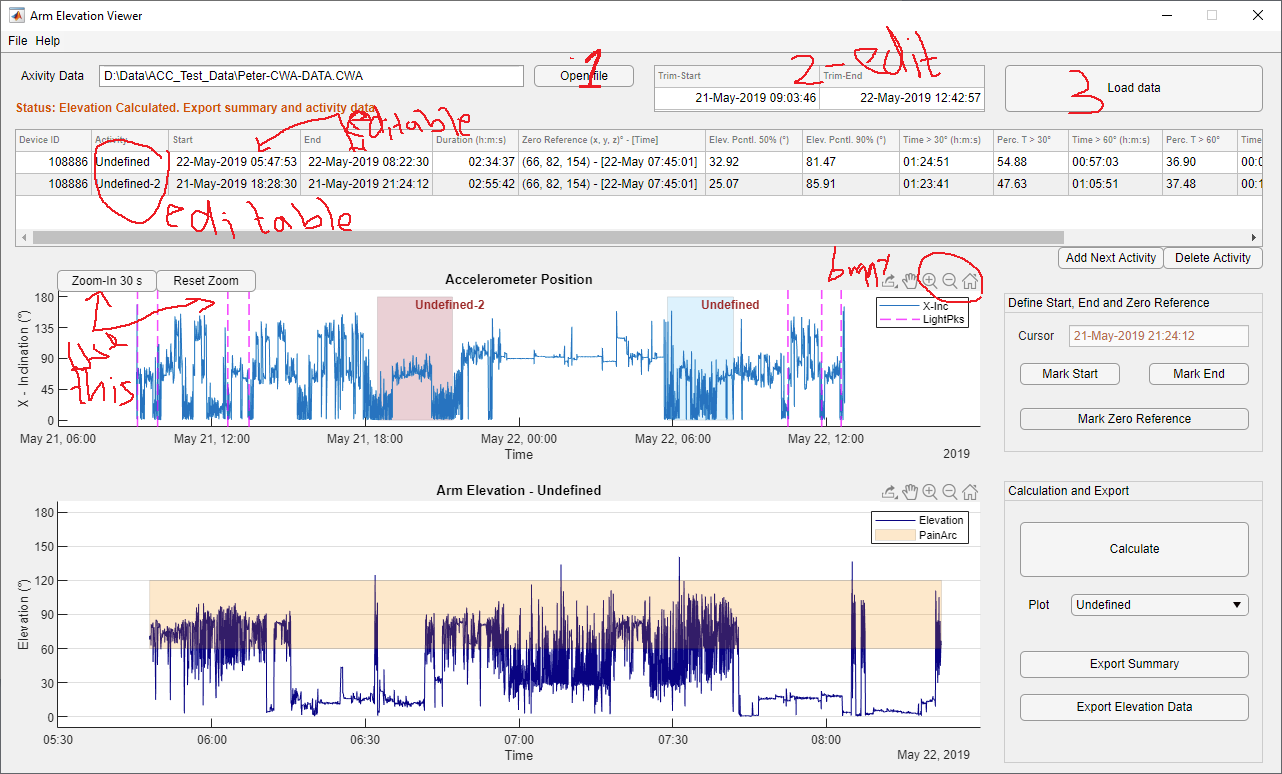 Arm Elevation Viewer
File Help
Axivity Data D:\Data\ACC_Test_Data\Peter-CWA-DATA.CWA Open file 1
Trim-Start Trim-End 2-edit
21-May-2019 09:03:46 22-May-2019 12:42:57
3 Load data
Status: Elevation Calculated. Export summary and activity data
Editable
Device ID Activity Start End Duration (h:m:s) Zero Reference (x, y, z)° - [Time] Elev. Pcntl. 50% (°) Elev. Pcntl. 90% (°) Time > 30° (h:m:s) Perc. T > 30° Time > 60° (h:m:s) Perc. T > 60° Time
108886 Undefined 22-May-2019 05:47:53 22-May-2019 08:22:30 02:34:37 (66, 82, 154) - [22-May 07:45:01] 32.92 81.47 01:24:51 54.88 00:57:03 36.90 00:0
108886 Undefined-2 21-May-2019 18:28:30 21-May-2019 21:24:12 02:55:42 (66, 82, 154) - [22-May 07:45:01] 25.07 85.91 01:23:41 47.63 01:05:51 37.48 00:1
editable
Add Next Activity Delete Activity
Zoom-In 30 s Reset Zoom Accelerometer Position
Undefined-2 Undefined
X-Inc
LightPks
X - Inclination (°)
180
135
90
45
0
this
May 21, 06:00 May 21, 12:00 May 21, 18:00 May 22, 00:00 May 22, 06:00 May 22, 12:00
Time
2019
Define Start, End and Zero Reference
Cursor 21-May-2019 21:24:12
Mark Start Mark End
Mark Zero Reference
Arm Elevation - Undefined
Elevation
PainArc
Elevation (°)
180
150
120
90
60
30
0
05:30 06:00 06:30 07:00 07:30 08:00
Time
May 22, 2019
Calculation and Export
Calculate
Plot Undefined
Export Summary
Export Elevation Data